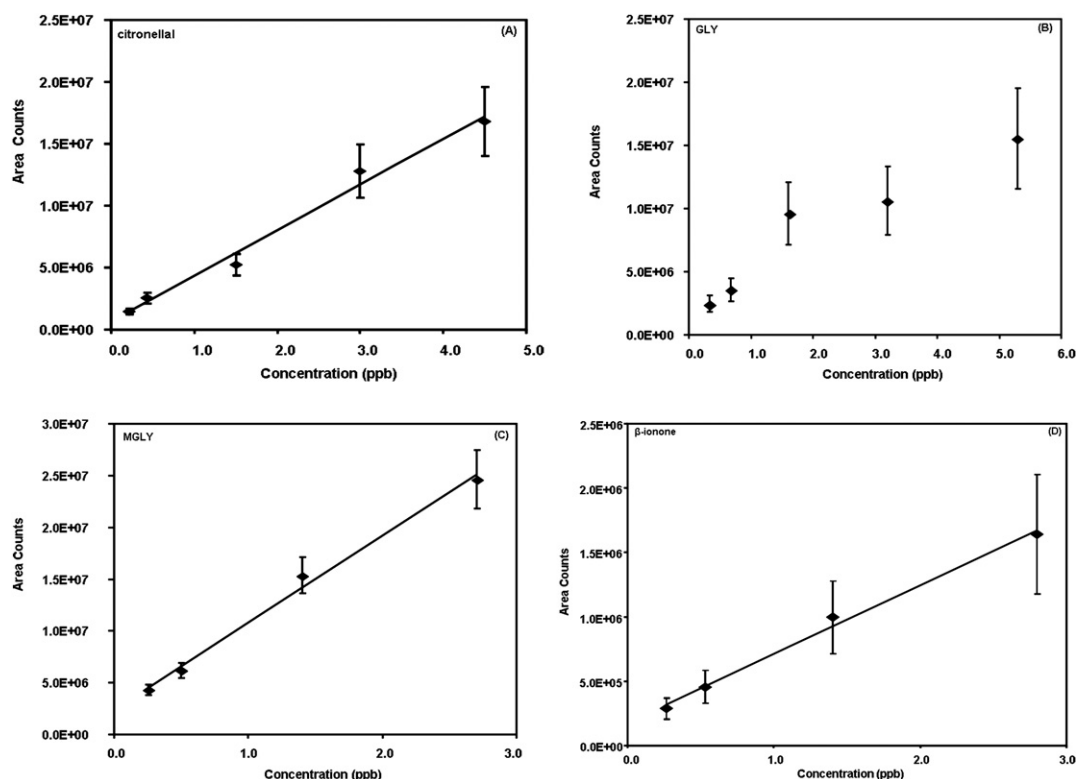 citronellal
(A)
2.5E+07
2.0E+07
1.5E+07
1.0E+07
5.0E+06
0.0E+00
Area Counts
0.0 1.0 2.0 3.0 4.0 5.0
Concentration (ppb)
GLY
(B)
2.5E+07
2.0E+07
1.5E+07
1.0E+07
5.0E+06
0.0E+00
Area Counts
0.0 1.0 2.0 3.0 4.0 5.0 6.0
Concentration (ppb)
MGLY
(C)
3.0E+07
2.5E+07
2.0E+07
1.5E+07
1.0E+07
5.0E+06
0.0E+00
Area Counts
0.0 1.0 2.0 3.0
Concentration (ppb)
β-ionone
(D)
2.5E+06
2.0E+06
1.5E+06
1.0E+06
5.0E+05
0.0E+00
Area Counts
0.0 1.0 2.0 3.0
Concentration (ppb)